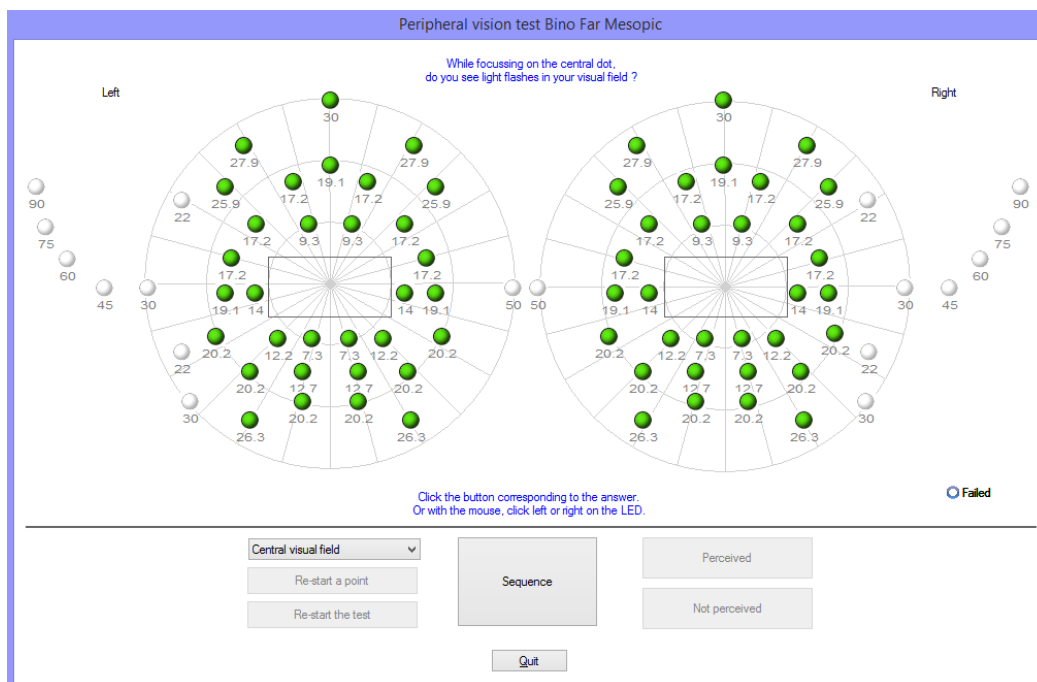 Peripheral vision test Bino Far Mesopic
While focussing on the central dot,
do you see light flashes in your visual field ?
Left
Right
30 30
27.9 27.9 27.9 27.9
19.1 19.1
17.2 17.2 17.2 17.2
90 25.9 25.9 25.9 25.9 90
22 22
75 17.2 9.3 9.3 17.2 17.2 9.3 9.3 17.2 75
60 17.2 17.2 17.2 17.2 60
45 30 19.1 14 14 19.1 50 50 19.1 14 14 19.1 30 45
20.2 20.2 20.2 20.2
22 12.2 7.3 7.3 12.2 12.2 7.3 7.3 12.2 22
20.2 12.7 12.7 20.2 20.2 12.7 12.7 20.2
30 20.2 20.2 20.2 20.2 30
26.3 26.3 26.3 26.3
Click the button corresponding to the answer.
Or with the mouse, click left or right on the LED.
Failed
Central visual field
Re-start a point
Re-start the test
Sequence
Perceived
Not perceived
Quit